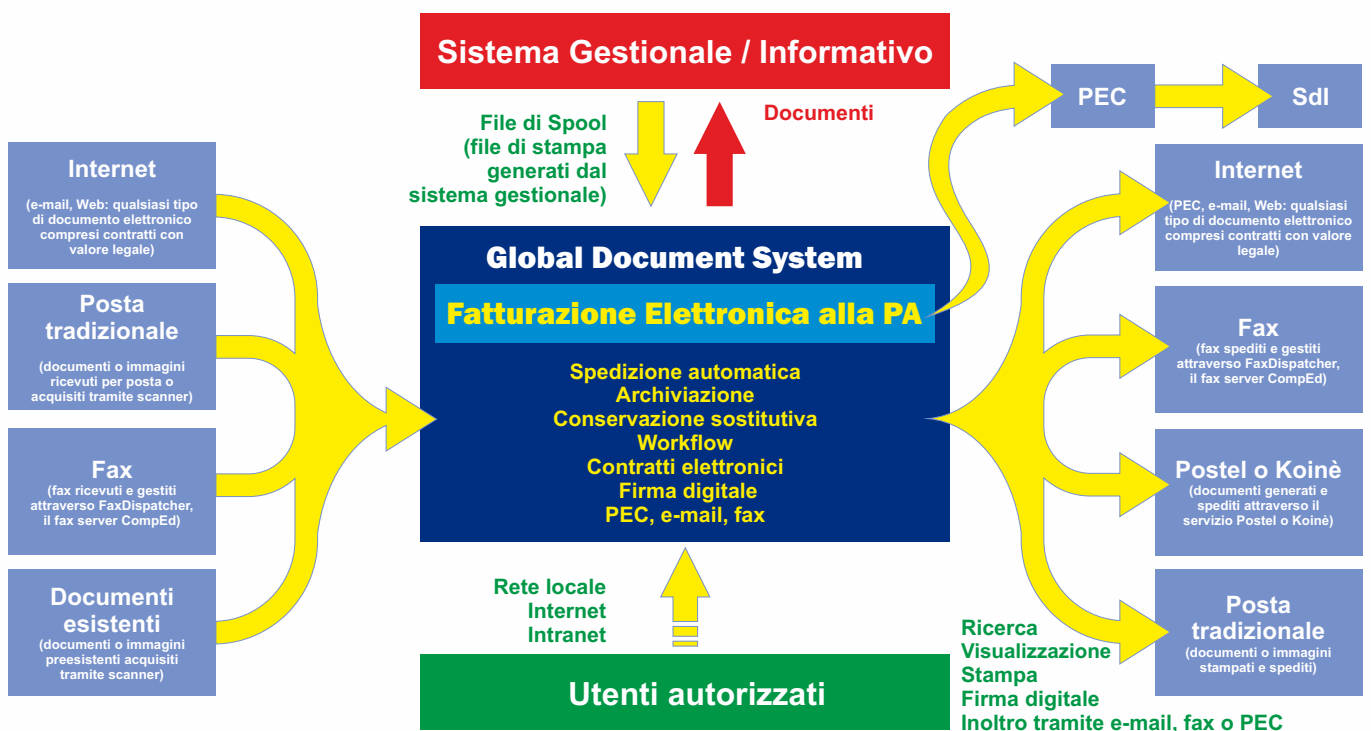 Sistema Gestionale / Informativo
File di Spool
(file di stampa
generati dal
sistema gestionale)
Documenti
PEC
SdI
Internet
(e-mail, Web: qualsiasi tipo
di documento elettronico
compresi contratti con
valore legale)
Posta
tradizionale
(documenti o immagini
ricevuti per posta o
acquisiti tramite scanner)
Fax
(fax ricevuti e gestiti
attraverso FaxDispatcher,
il fax server CompEd)
Documenti
esistenti
(documenti o immagini
preesistenti acquisiti
tramite scanner)
Global Document System
Fatturazione Elettronica alla PA
Spedizione automatica
Archiviazione
Conservazione sostitutiva
Workflow
Contratti elettronici
Firma digitale
PEC, e-mail, fax
Rete locale
Internet
Intranet
Utenti autorizzati
Internet
(PEC, e-mail, Web: qualsiasi
tipo di documento elettronico
compresi contratti con valore
legale)
Fax
(fax spediti e gestiti
attraverso FaxDispatcher,
il fax server CompEd)
Postel o Koinè
(documenti generati e
spediti attraverso il
servizio Postel o Koinè)
Posta
tradizionale
(documenti o immagini
stampati e spediti)
Ricerca
Visualizzazione
Stampa
Firma digitale
Inoltro tramite e-mail, fax o PEC